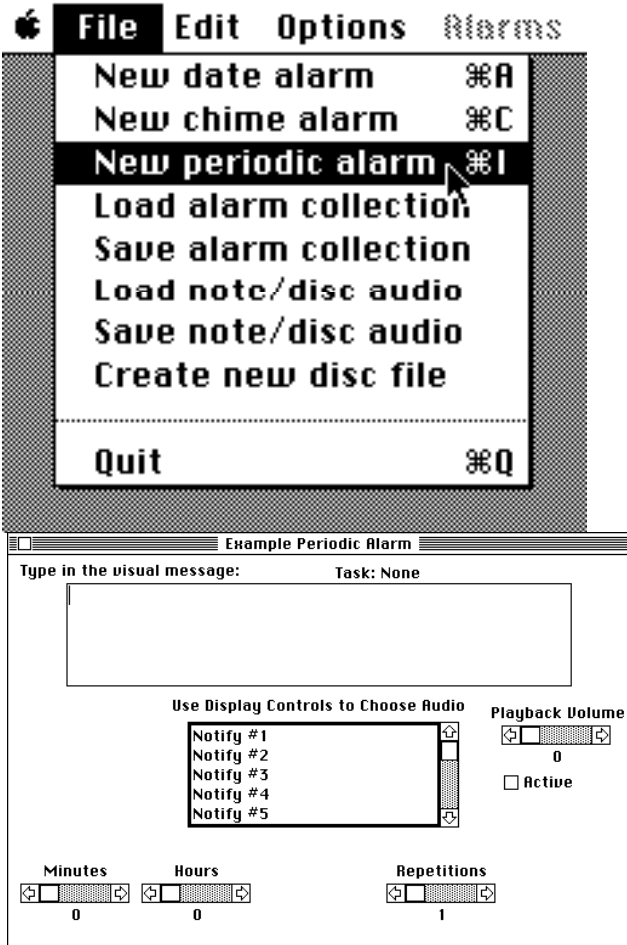 File Edit Options Alarms
New date alarm ⌘A
New chime alarm ⌘C
New periodic alarm ⌘I
Load alarm collection
Save alarm collection
Load note/disc audio
Save note/disc audio
Create new disc file
Quit ⌘Q
Example Periodic Alarm
Type in the visual message: Task: None
Use Display Controls to Choose Audio
Playback Volume
Notify #1
Notify #2
Notify #3
Notify #4
Notify #5
0
Active
Minutes Hours Repetitions
0 0 1